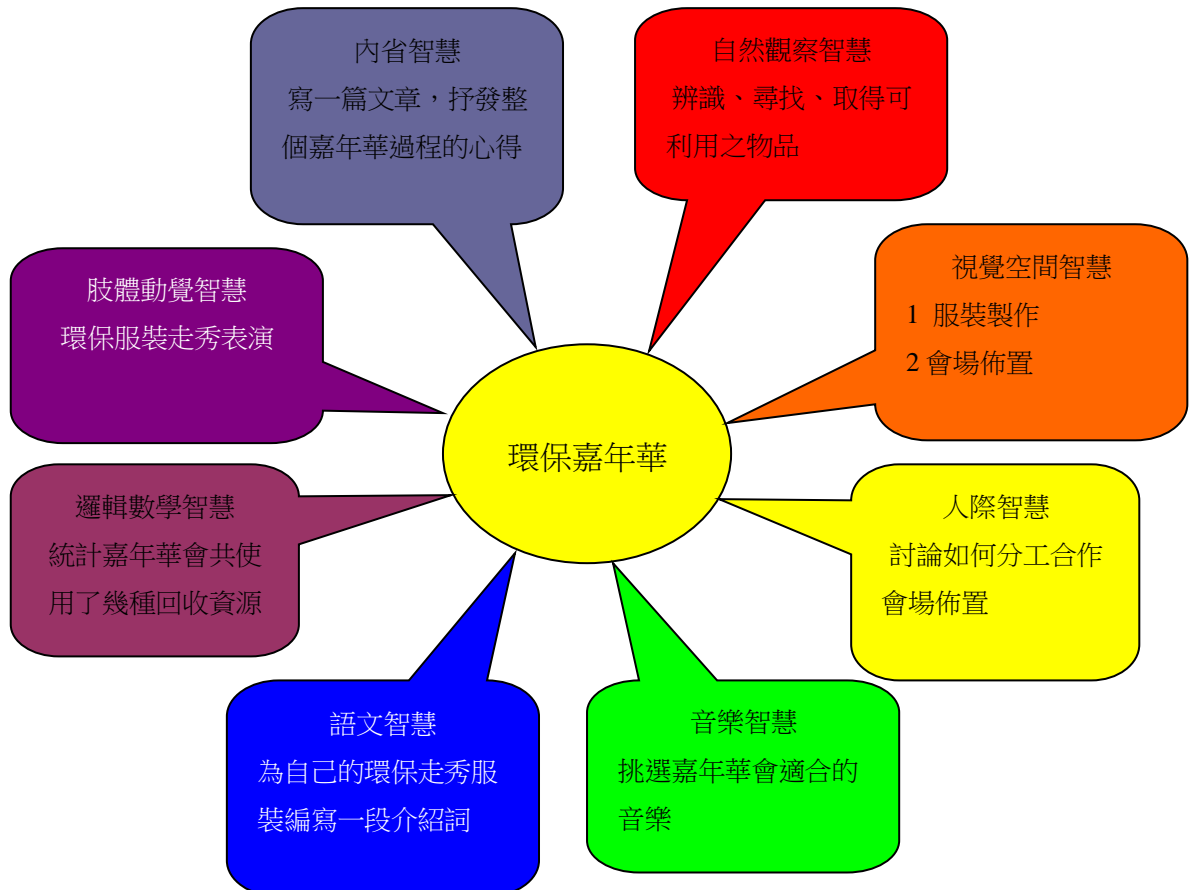 內省智慧
寫一篇文章，抒發整
個嘉年華過程的心得
自然觀察智慧
辨識、尋找、取得可
利用之物品
肢體動覺智慧
環保服裝走秀表演
視覺空間智慧
1 服裝製作
2 會場佈置
環保嘉年華
邏輯數學智慧
統計嘉年華會共使
用了幾種回收資源
人際智慧
討論如何分工合作
會場佈置
語文智慧
為自己的環保走秀服
裝編寫一段介紹詞
音樂智慧
挑選嘉年華會適合的
音樂